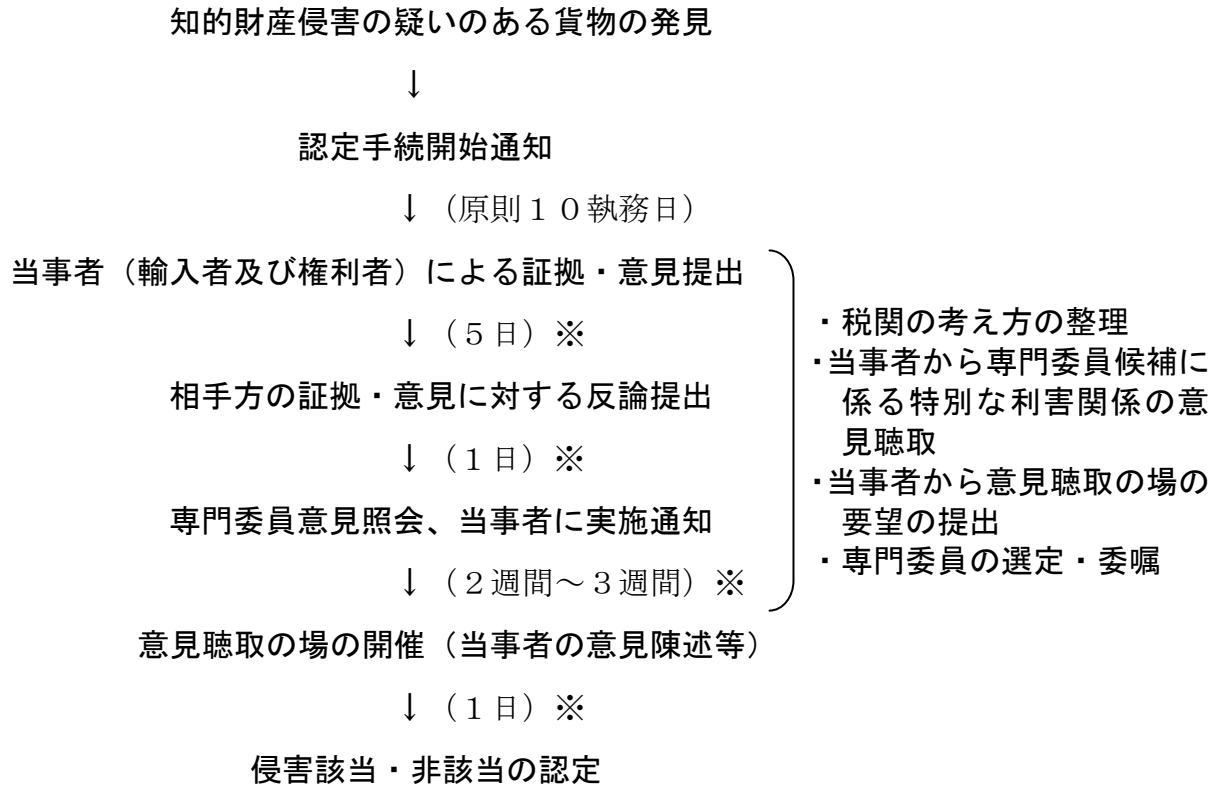 知的財産侵害の疑いのある貨物の発見
↓
認定手続開始通知
↓（原則１０執務日）
当事者（輸入者及び権利者）による証拠・意見提出
↓（５日）※
相手方の証拠・意見に対する反論提出
↓（１日）※
専門委員意見照会、当事者に実施通知
↓（２週間～３週間）※
意見聴取の場の開催（当事者の意見陳述等）
↓（１日）※
侵害該当・非該当の認定
・税関の考え方の整理
・当事者から専門委員候補に
係る特別な利害関係の意
見聴取
・当事者から意見聴取の場の
要望の提出
・専門委員の選定・委嘱